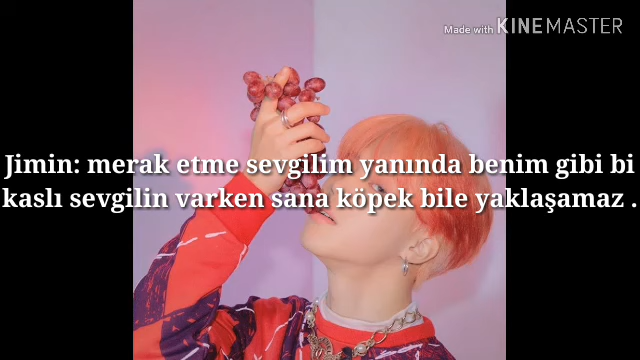 Made with KINEMASTER
Jimin: merak etme sevgilim yanında benim gibi bi
kaslı sevgilin varken sana köpek bile yaklaşamaz .